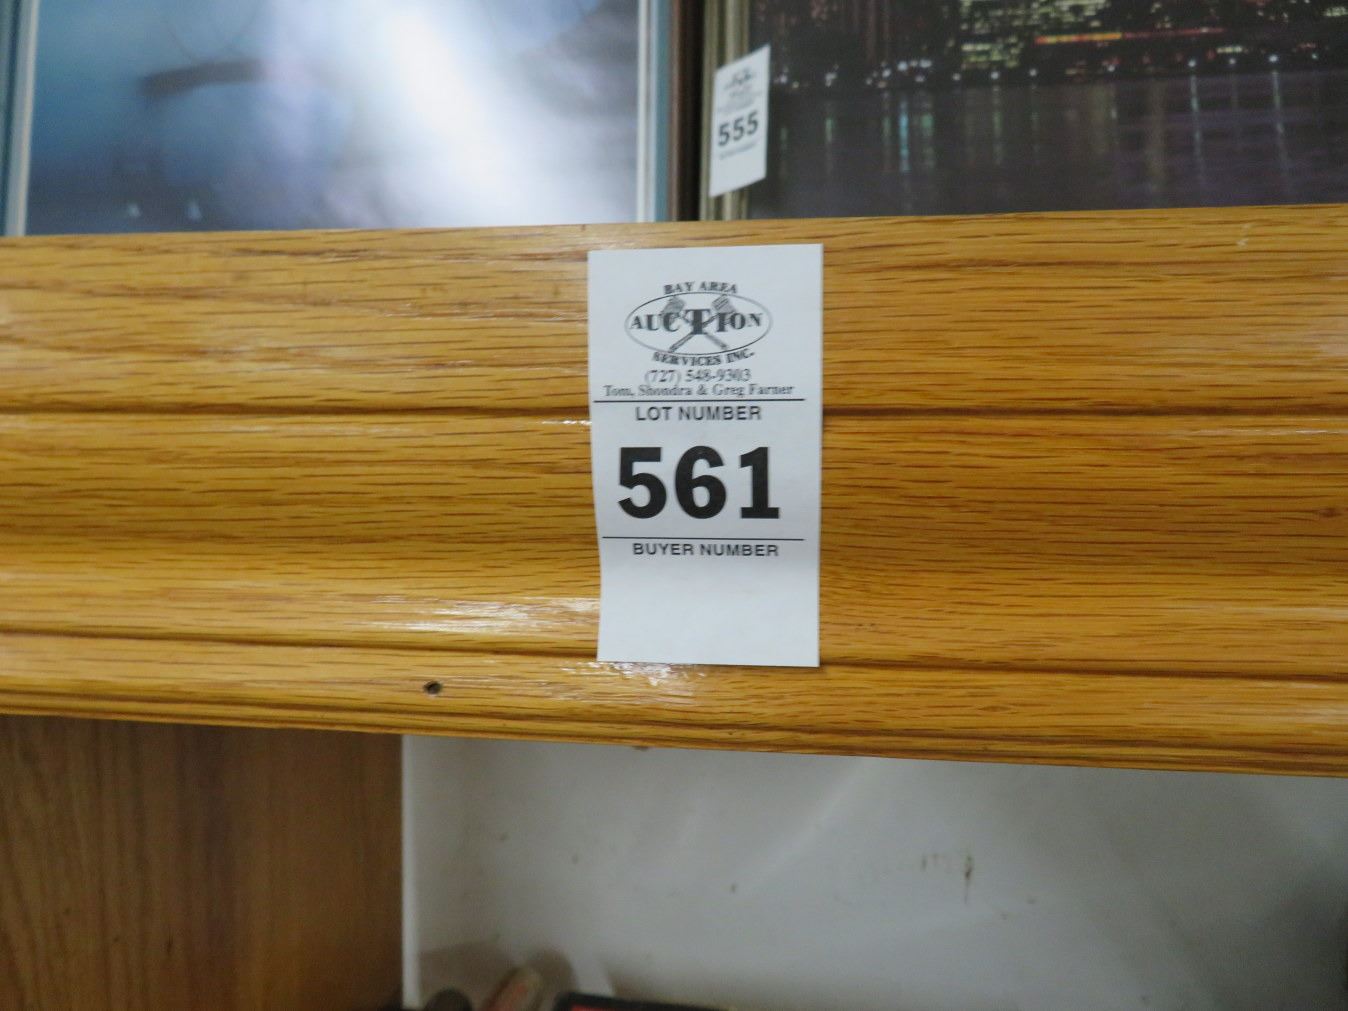 555
BAY AREA
AUCTION
SERVICES INC.
(727) 548-9303
Tom, Shondra & Greg Farner
LOT NUMBER
561
BUYER NUMBER